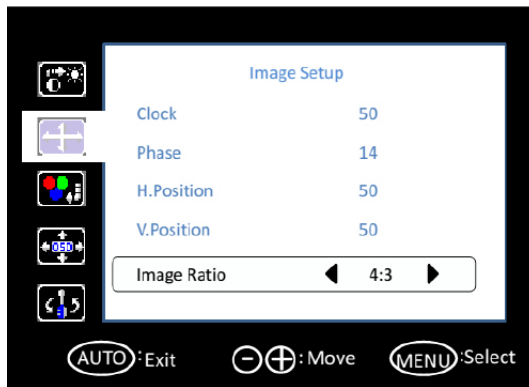 Image Setup
Clock 50
Phase 14
H.Position 50
V.Position 50
Image Ratio 4:3
050
AUTO : Exit - + : Move MENU :Select